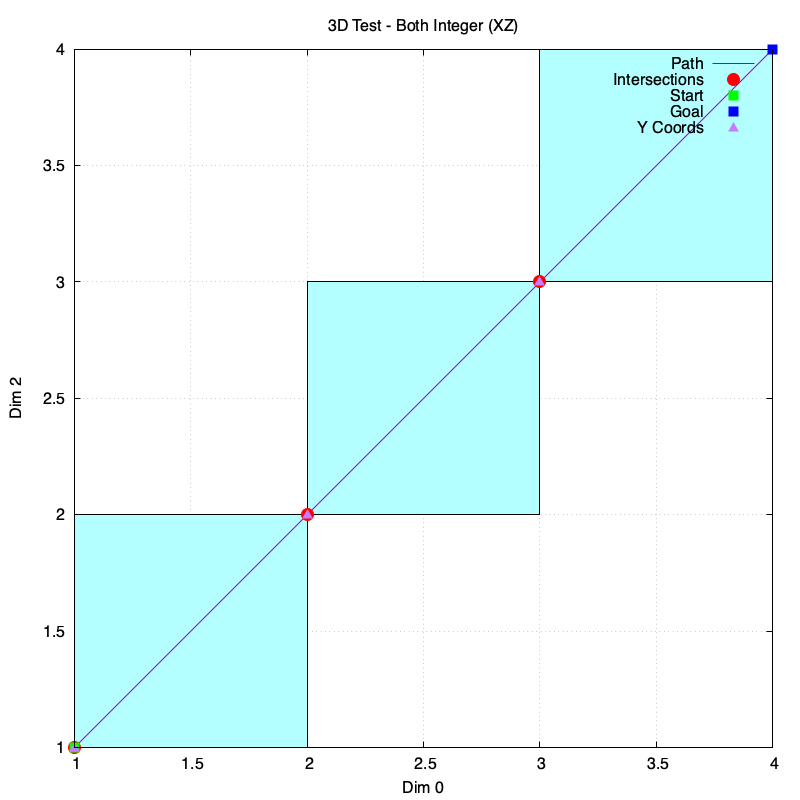 3D Test - Both Integer (XZ)
Path
Intersections
Start
Goal
Y Coords
4
3.5
3
2.5
2
1.5
1
Dim 2
1
1.5
2
2.5
3
3.5
4
Dim 0